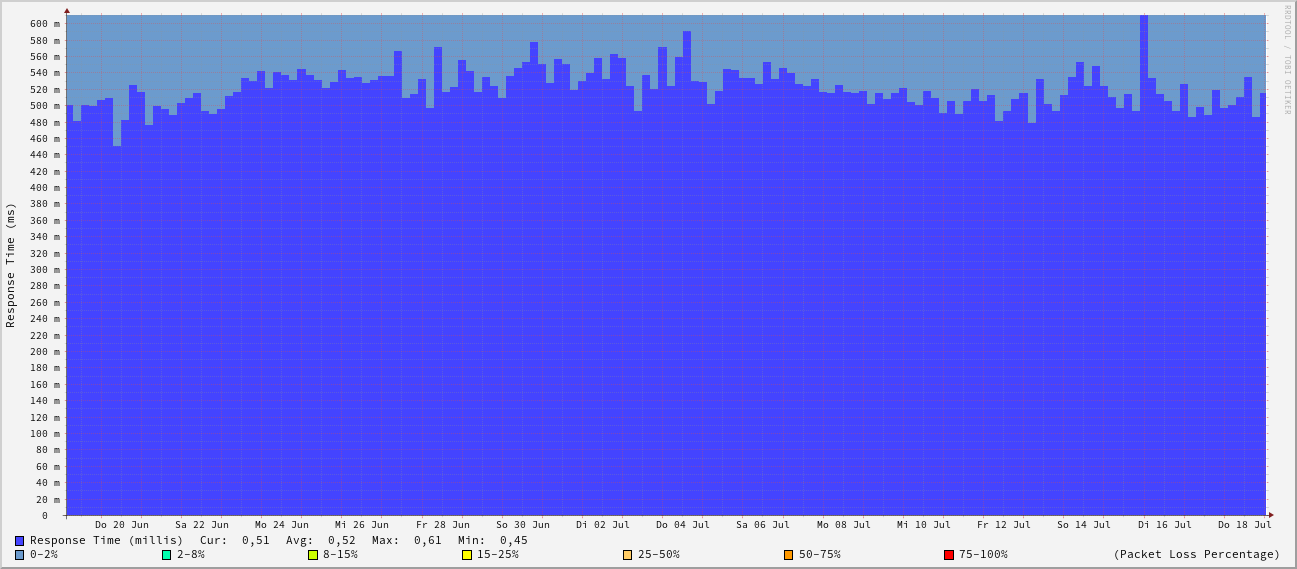 RRDTOOL / TOBI OETIKER
Response Time (ms)
600 m
580 m
560 m
540 m
520 m
500 m
480 m
460 m
440 m
420 m
400 m
380 m
360 m
340 m
320 m
300 m
280 m
260 m
240 m
220 m
200 m
180 m
160 m
140 m
120 m
100 m
80 m
60 m
40 m
20 m
0
Do 20 Jun Sa 22 Jun Mo 24 Jun Mi 26 Jun Fr 28 Jun So 30 Jun Di 02 Jul Do 04 Jul Sa 06 Jul Mo 08 Jul Mi 10 Jul Fr 12 Jul So 14 Jul Di 16 Jul Do 18 Jul
Response Time (millis) Cur: 0,51 Avg: 0,52 Max: 0,61 Min: 0,45
0-2% 2-8% 8-15% 15-25% 25-50% 50-75% 75-100% (Packet Loss Percentage)